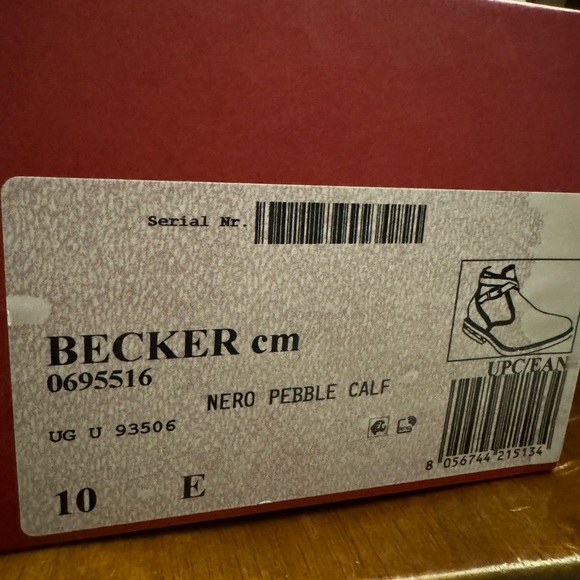 Serial Nr.
BECKER cm
0695516
UPC/EAN
NERO PEBBLE CALF
UG U 93506
8 056744 215134
10 E